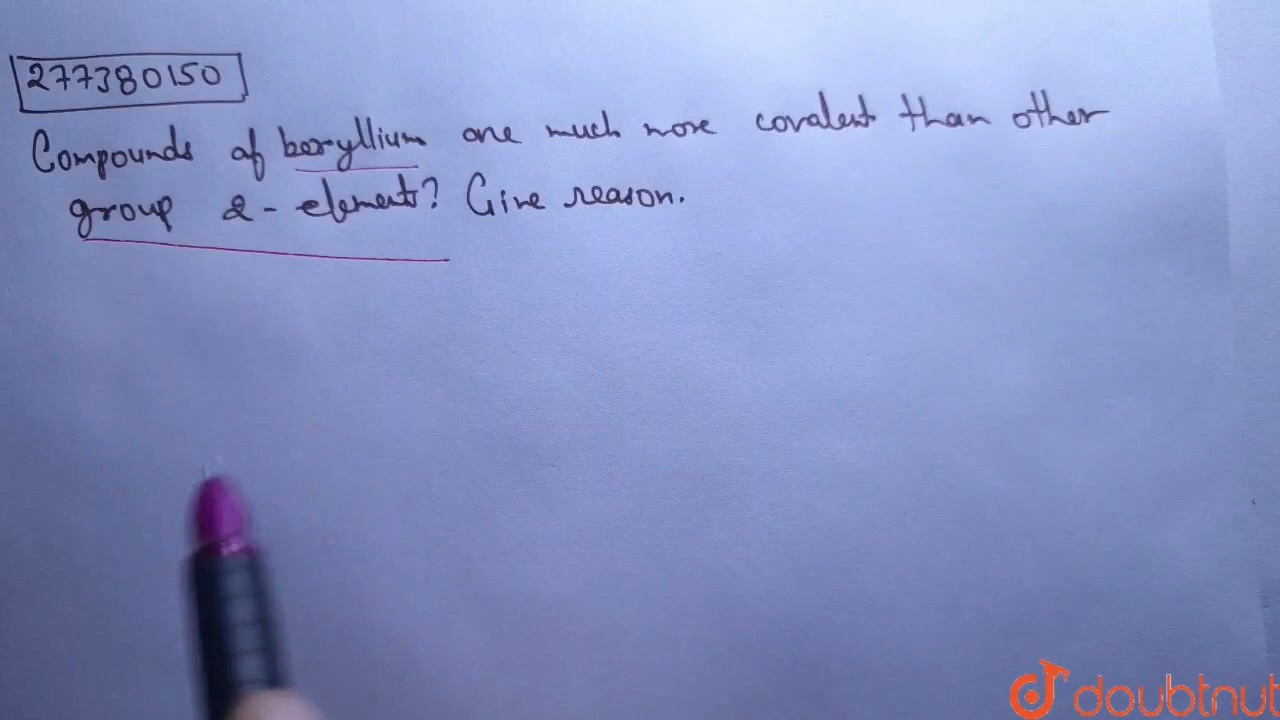 277380150
Compounds of beryllium are much more covalent than other
group 2 - elements? Give reason.
doubtnut